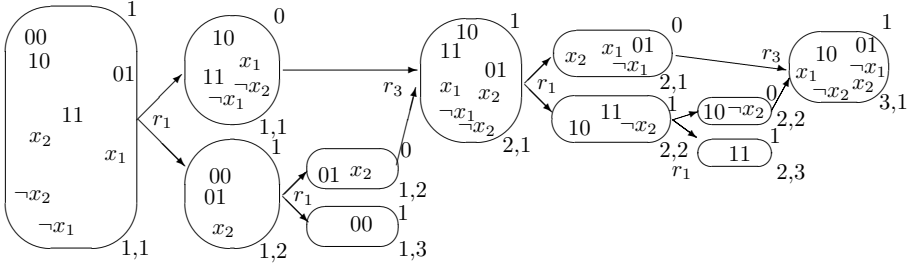 1
00
10
01
11
x₂
x₁
¬x₂
¬x₁
1,1
r₁
0
10
x₁
11
¬x₂
¬x₁
1,1
1
00
01
x₂
1,2
r₁
0
01 x₂
1,2
1
00
1,3
r₃
1
10
11
01
x₁
x₂
¬x₁
¬x₂
2,1
r₁
0
x₂ x₁ 01
¬x₁
2,1
1
11
10 ¬x₂
2,2
r₁
0
10 ¬x₂
2,2
1
11
2,3
r₃
1
10 01
x₁ ¬x₁
¬x₂ x₂
3,1